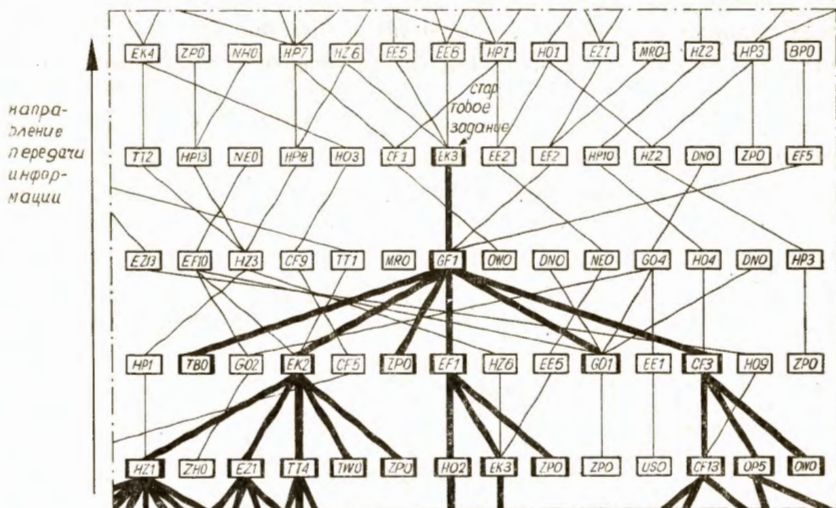 EK4 ZP0 NH0 HP7 HZ6 EE5 EE6 HP1 H01 EZ1 MR0 HZ2 HP3 BP0
стар
товое
задание
напра-
вление
передачи
инфор-
мации
TT2 HP13 NE0 HP8 H03 CF1 EK3 EE2 EF2 HP10 HZ2 DN0 ZP0 EF5
EZ13 EF10 HZ3 CF9 TT1 MR0 GF1 OW0 DN0 NE0 G04 H04 DN0 HP3
HP1 TB0 G02 EK2 CF5 ZP0 EF1 HZ6 EE5 G01 EE1 CF3 H09 ZP0
HZ1 ZH0 EZ1 TT4 TW0 ZP0 H02 EK3 ZP0 ZP0 US0 CF13 OP5 OW0